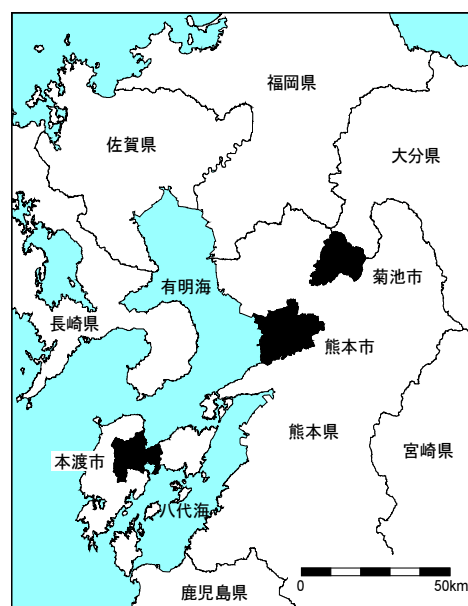 福岡県
佐賀県
大分県
有明海
菊池市
長崎県
熊本市
熊本県
宮崎県
本渡市
八代海
鹿児島県
0 50km